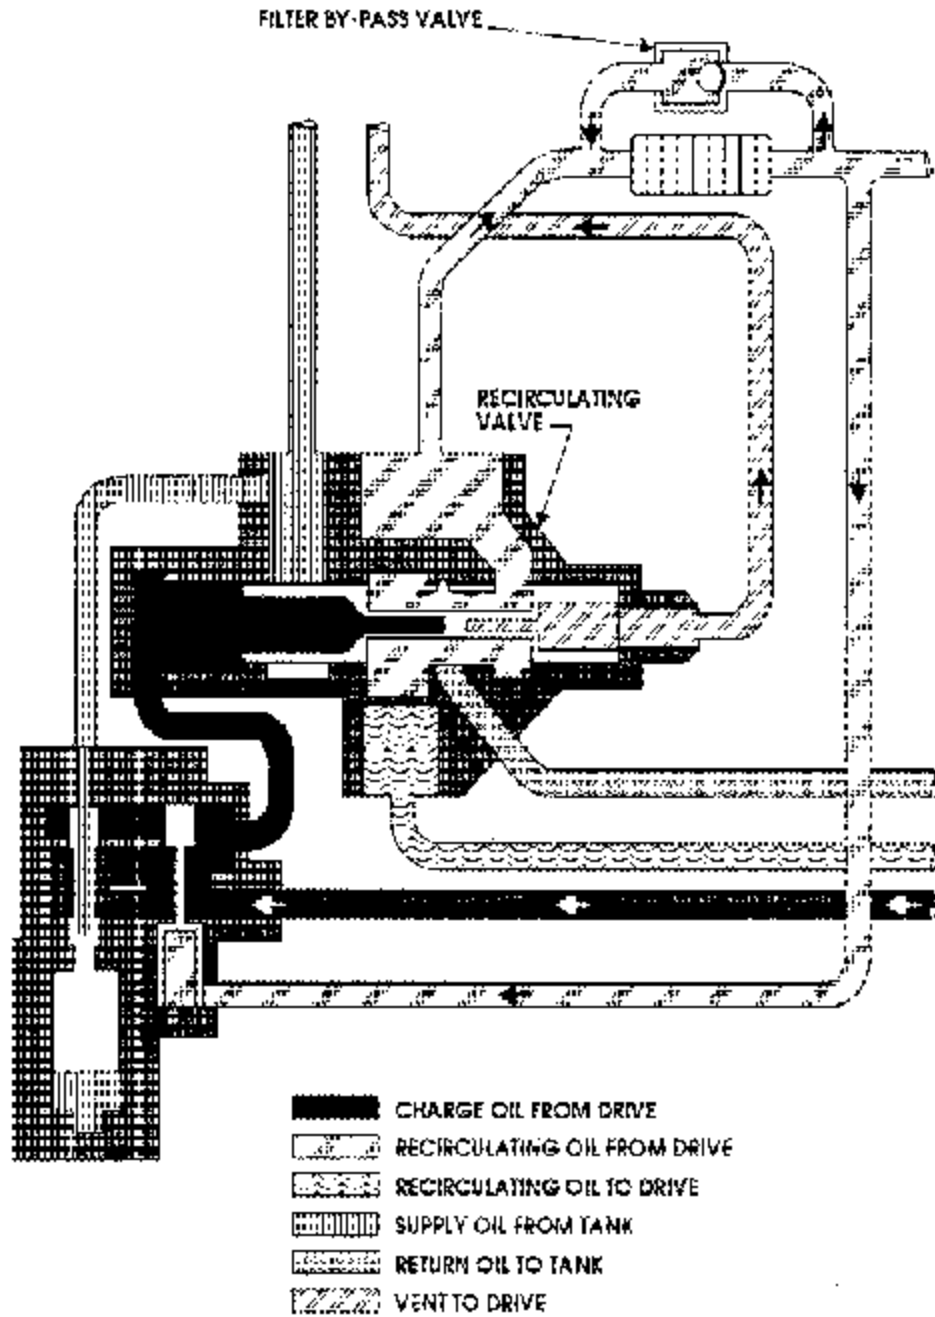 FILTER BY-PASS VALVE
RECIRCULATING
VALVE
CHARGE OIL FROM DRIVE
RECIRCULATING OIL FROM DRIVE
RECIRCULATING OIL TO DRIVE
SUPPLY OIL FROM TANK
RETURN OIL TO TANK
VENT TO DRIVE